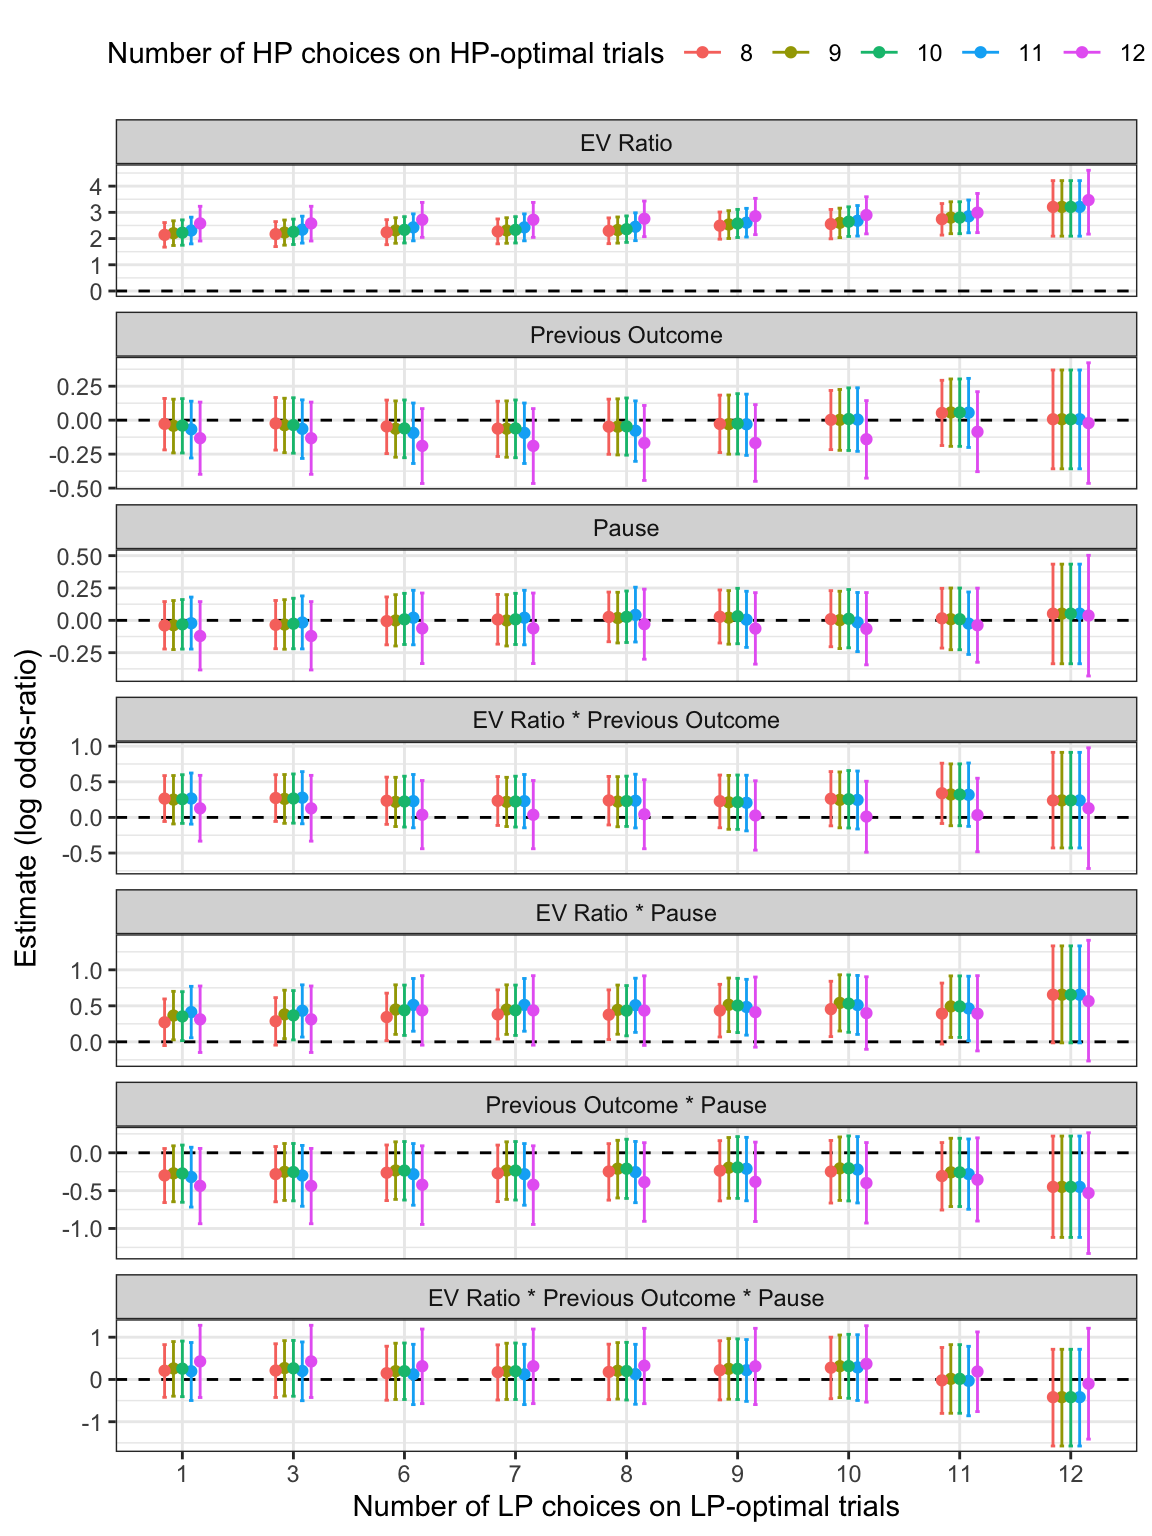 Number of HP choices on HP-optimal trials 8 9 10 11 12
EV Ratio
4
3
2
1
0
Previous Outcome
0.25
0.00
-0.25
-0.50
Pause
0.50
0.25
0.00
-0.25
EV Ratio * Previous Outcome
1.0
0.5
0.0
-0.5
EV Ratio * Pause
1.0
0.5
0.0
Previous Outcome * Pause
0.0
-0.5
-1.0
EV Ratio * Previous Outcome * Pause
1
0
-1
Estimate (log odds-ratio)
1 3 6 7 8 9 10 11 12
Number of LP choices on LP-optimal trials